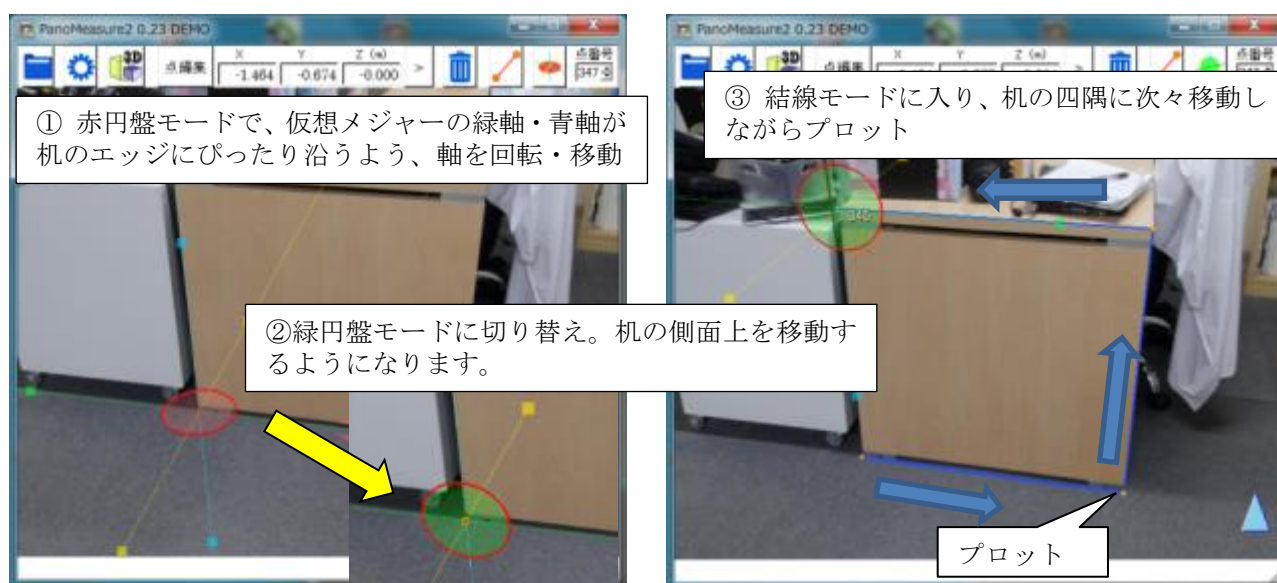 PanoMeasure2 0.23 DEMO
3D
点編集
X Y Z (m)
-1.464 -0.674 -0.000 >
点番号
347
① 赤円盤モードで、仮想メジャーの緑軸・青軸が
机のエッジにぴったり沿うよう、軸を回転・移動
②緑円盤モードに切り替え。机の側面上を移動す
るようになります。
PanoMeasure2 0.23 DEMO
3D
点編集
X Y Z (m)
点番号
③ 結線モードに入り、机の四隅に次々移動し
ながらプロット
346
プロット